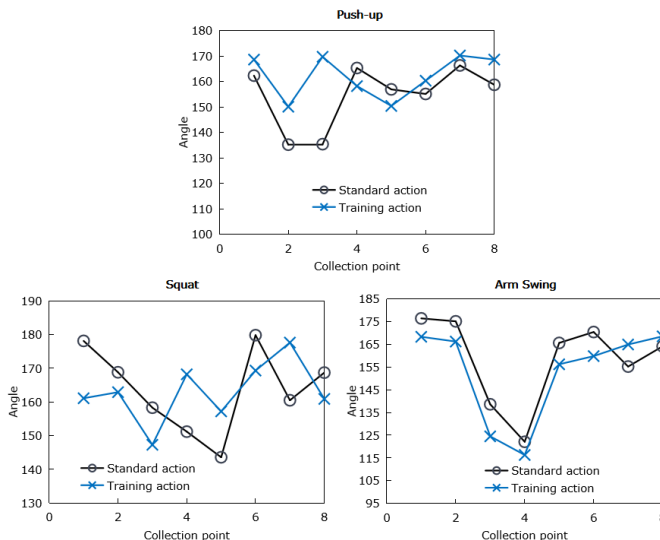 Push-up
180
170
160
150
140
130
120
110
100
Angle
Standard action
Training action
0 2 4 6 8
Collection point
Squat
190
180
170
160
150
140
130
Angle
Standard action
Training action
0 2 4 6 8
Collection point
Arm Swing
185
175
165
155
145
135
125
115
105
95
Angle
Standard action
Training action
0 2 4 6 8
Collection point